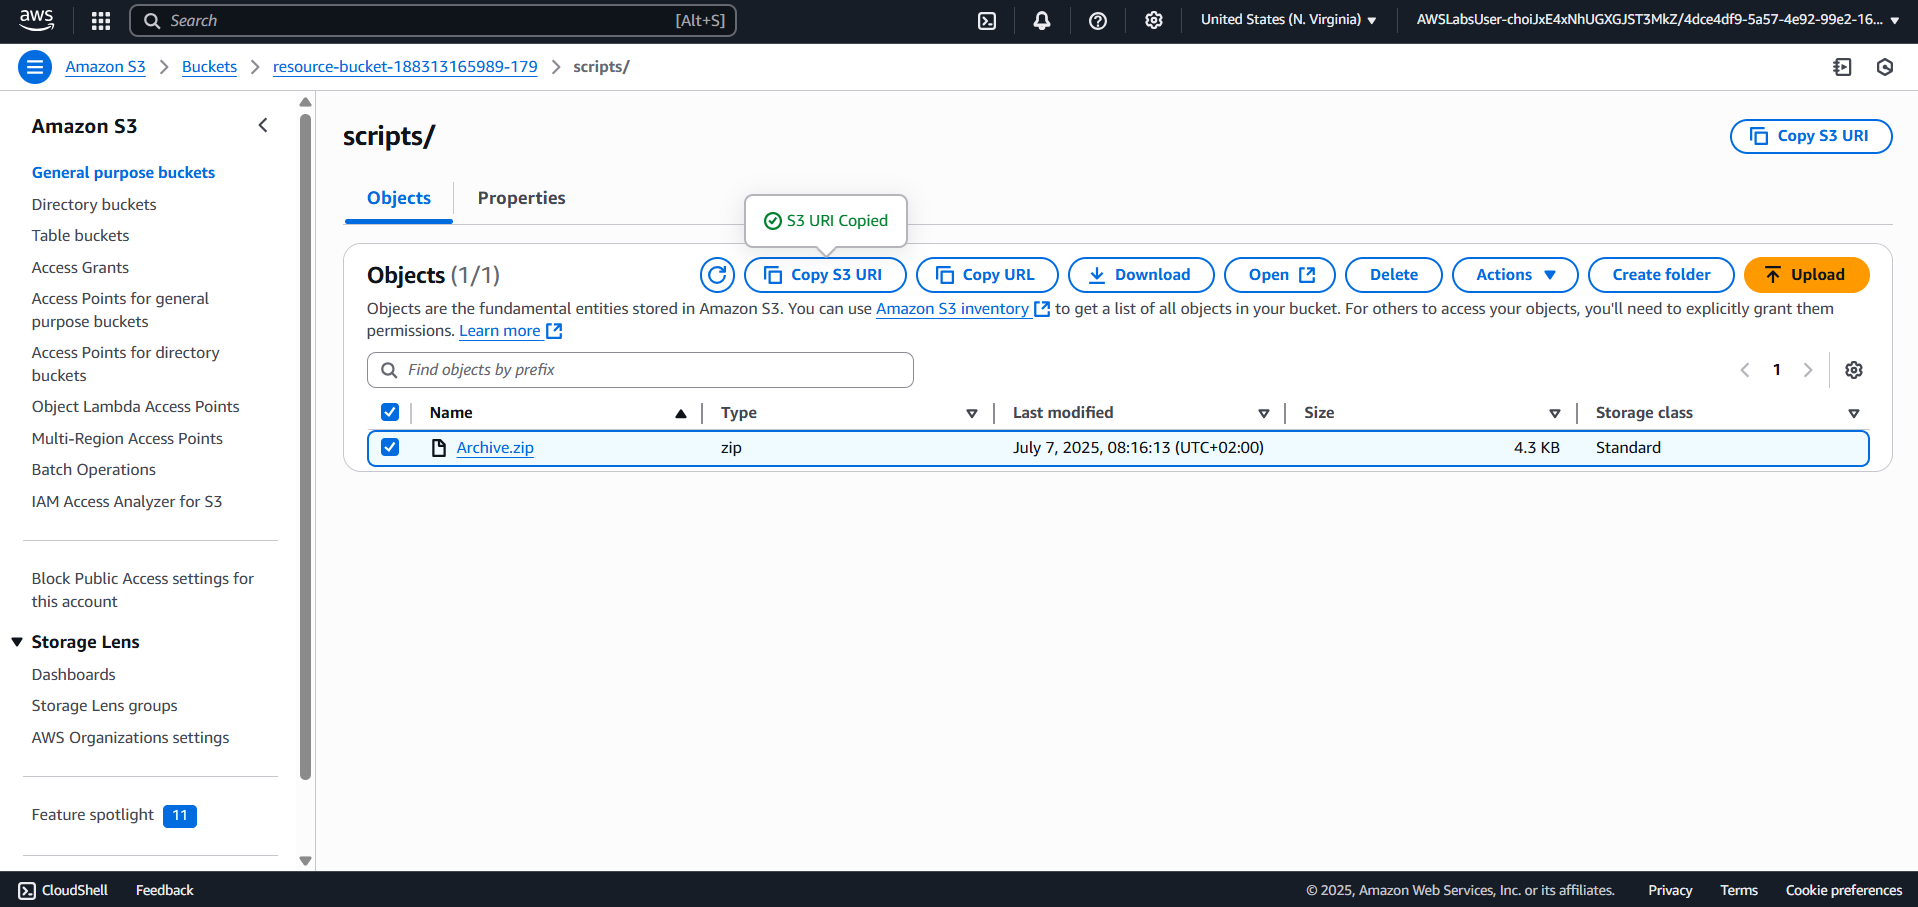 aws
Search [Alt+S]
United States (N. Virginia)
AWSLabsUser-choiJxE4xNhUGXGJST3MkZ/4dce4df9-5a57-4e92-99e2-16...
Amazon S3 > Buckets > resource-bucket-188313165989-179 > scripts/
Amazon S3
General purpose buckets
Directory buckets
Table buckets
Access Grants
Access Points for general
purpose buckets
Access Points for directory
buckets
Object Lambda Access Points
Multi-Region Access Points
Batch Operations
IAM Access Analyzer for S3
Block Public Access settings for
this account
Storage Lens
Dashboards
Storage Lens groups
AWS Organizations settings
Feature spotlight 11
scripts/
Copy S3 URI
Objects
Properties
S3 URI Copied
Objects (1/1)
Copy S3 URI
Copy URL
Download
Open
Delete
Actions
Create folder
Upload
Objects are the fundamental entities stored in Amazon S3. You can use Amazon S3 inventory to get a list of all objects in your bucket. For others to access your objects, you'll need to explicitly grant them
permissions. Learn more
Find objects by prefix
1
Name Type Last modified Size Storage class
Archive.zip zip July 7, 2025, 08:16:13 (UTC+02:00) 4.3 KB Standard
CloudShell Feedback © 2025, Amazon Web Services, Inc. or its affiliates. Privacy Terms Cookie preferences